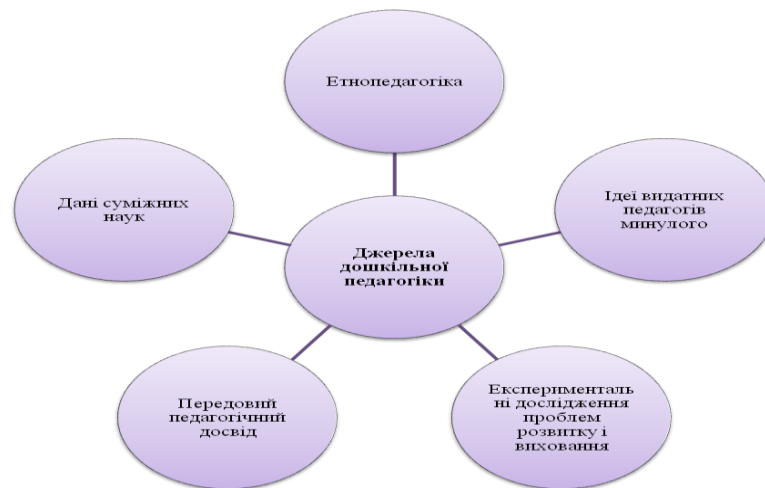 Етнопедагогіка
Дані суміжних
наук
Ідеї видатних
педагогів
минулого
Джерела
дошкільної
педагогіки
Передовий
педагогічний
досвід
Експерименталь
ні дослідження
проблем
розвитку і
виховання